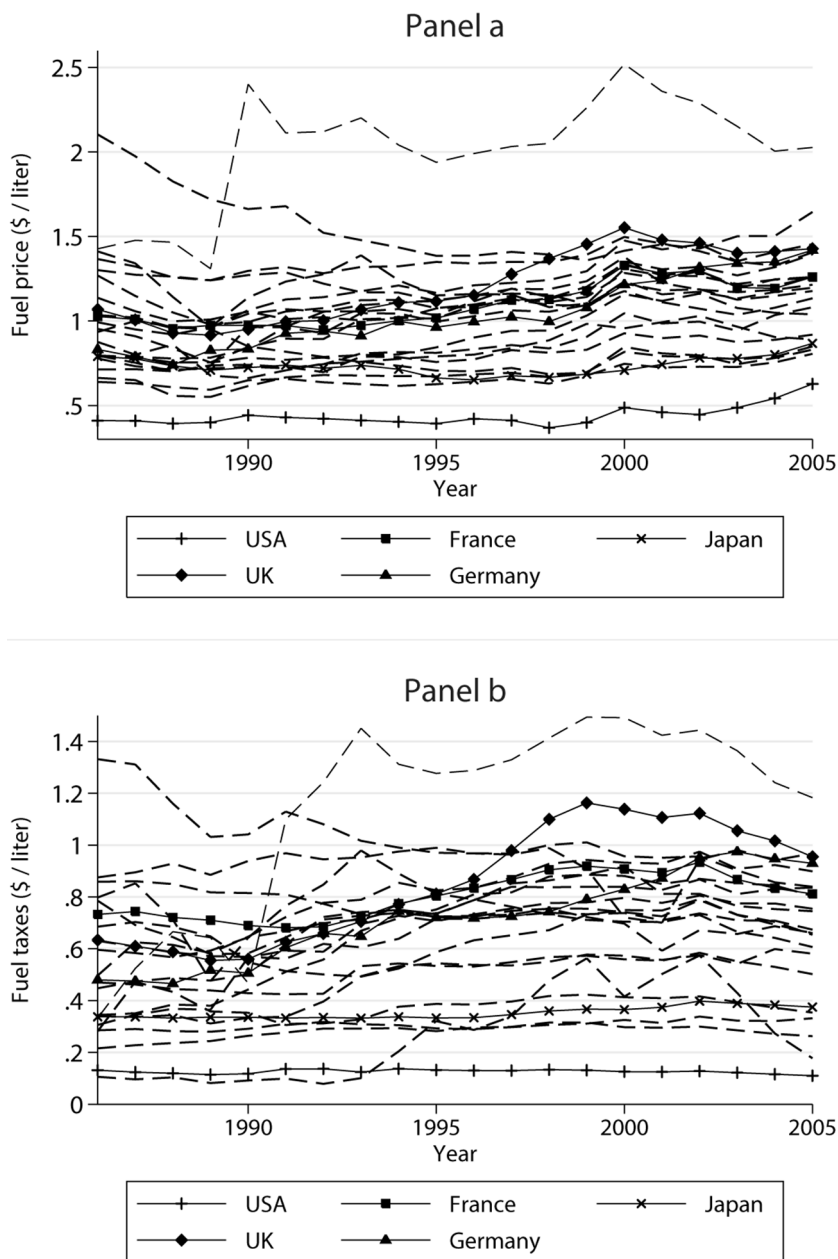 Panel a
2.5
2
1.5
1
.5
Fuel price ($ / liter)
1990 1995 2000 2005
Year
USA France Japan
UK Germany
Panel b
1.4
1.2
1
.8
.6
.4
.2
0
Fuel taxes ($ / liter)
1990 1995 2000 2005
Year
USA France Japan
UK Germany